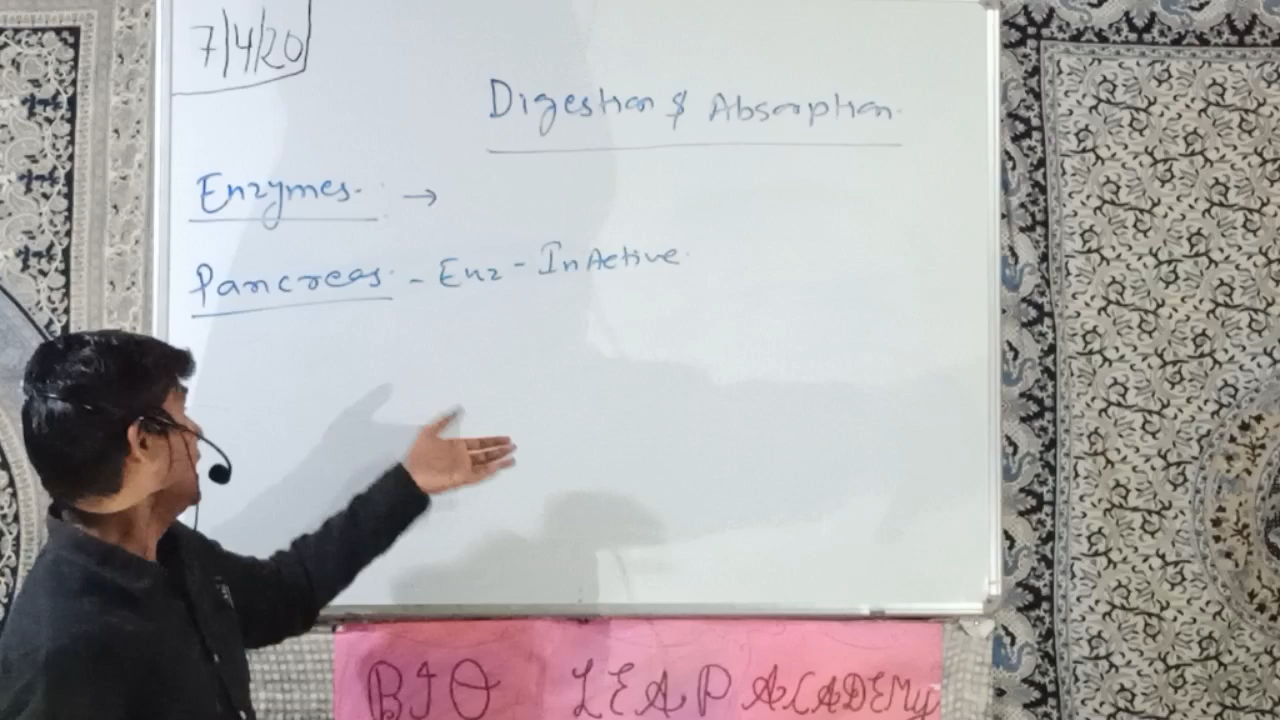 7/4/20
Digestion & Absorption.
Enzymes. →
Pancreas. - Enz - InActive.
BIO LEAP ACADEMy